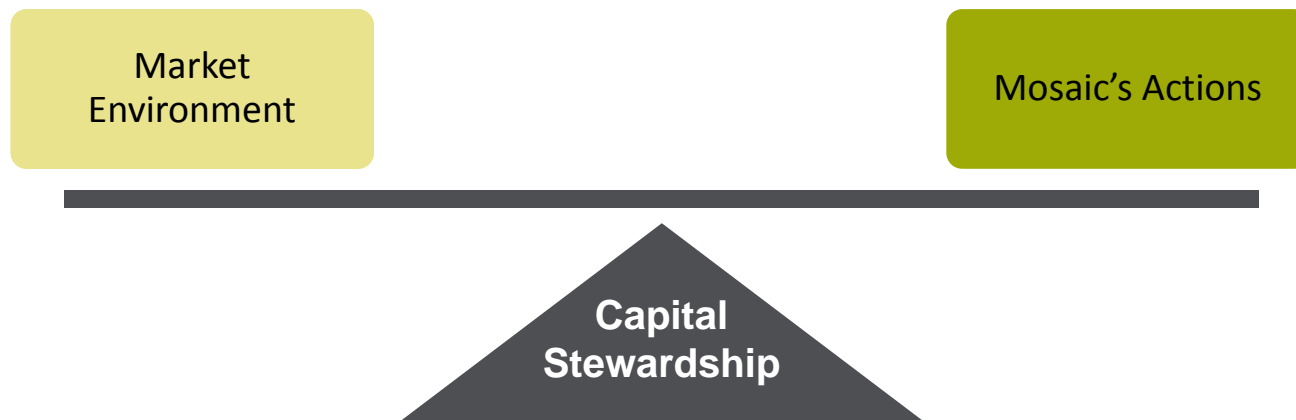 Market
Environment
Mosaic’s Actions
Capital
Stewardship